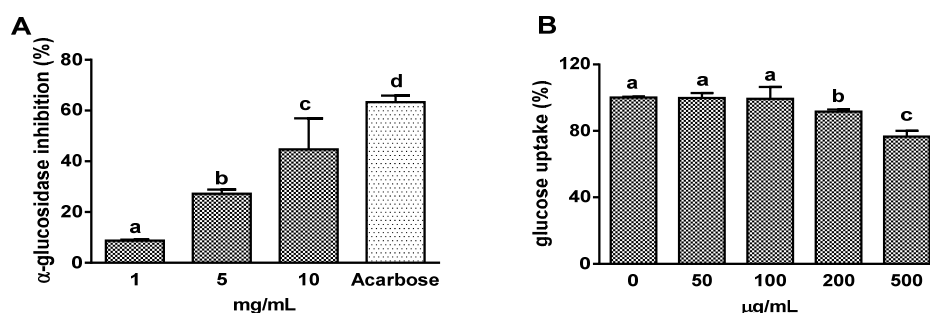 A
α-glucosidase inhibition (%)
80
60
40
20
0
a
b
c
d
1 5 10 Acarbose
mg/mL
B
glucose uptake (%)
120
80
40
0
a a a b c
0 50 100 200 500
µg/mL